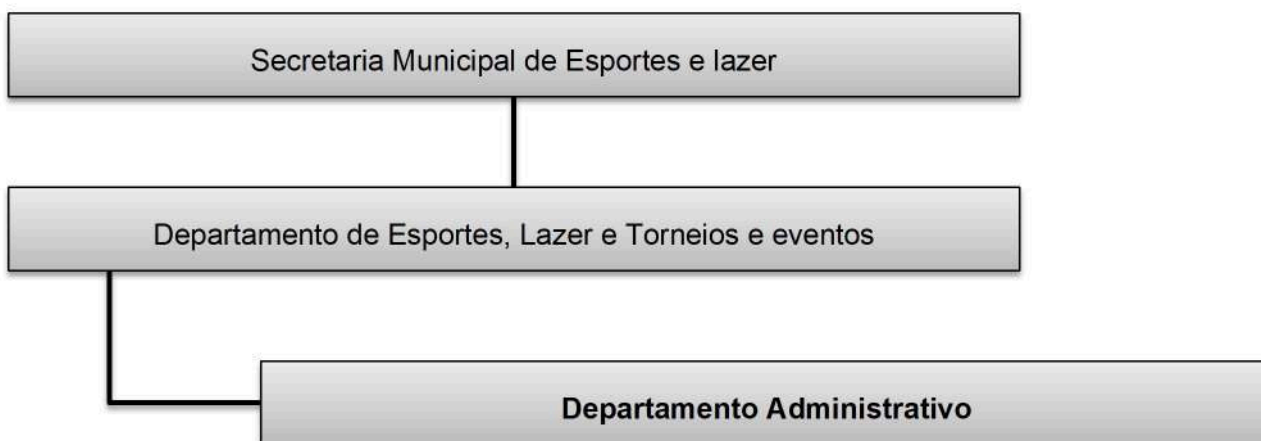 Secretaria Municipal de Esportes e lazer
Departamento de Esportes, Lazer e Torneios e eventos
Departamento Administrativo